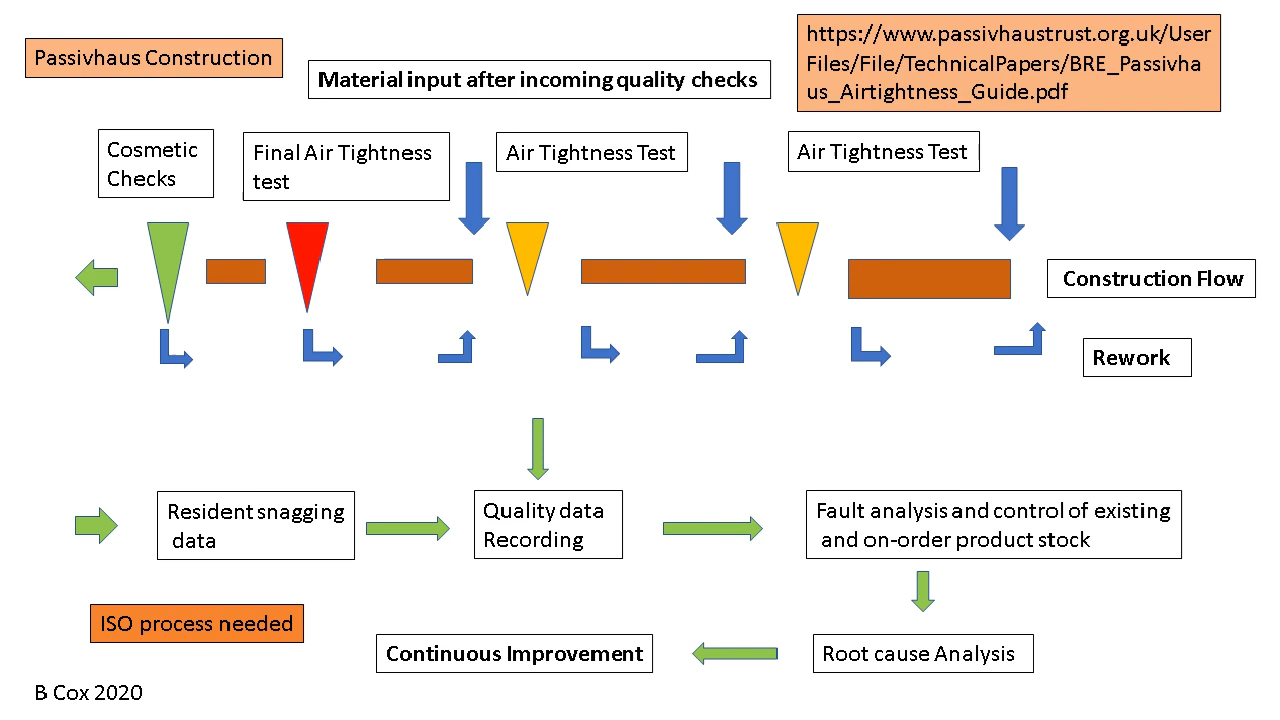 Passivhaus Construction
Material input after incoming quality checks
https://www.passivhaustrust.org.uk/User
Files/File/TechnicalPapers/BRE_Passivha
us_Airtightness_Guide.pdf
Cosmetic
Checks
Final Air Tightness
test
Air Tightness Test
Air Tightness Test
Construction Flow
Rework
Resident snagging
data
Quality data
Recording
Fault analysis and control of existing
and on-order product stock
ISO process needed
Continuous Improvement
Root cause Analysis
B Cox 2020